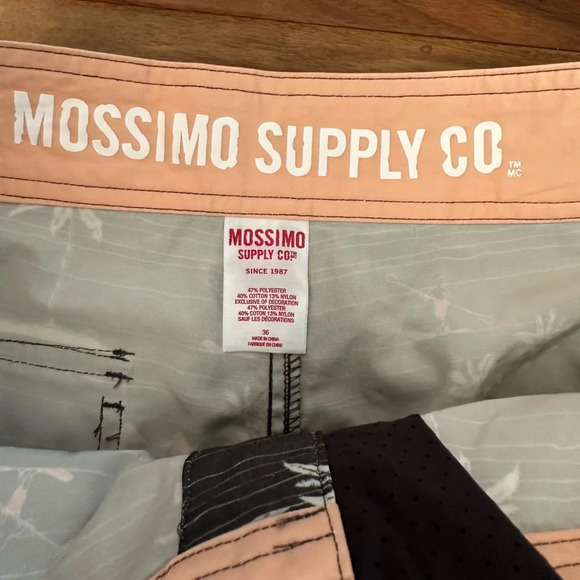 MOSSIMO SUPPLY CO.
TM
MC
MOSSIMO
SUPPLY CO.™
SINCE 1987
47% POLYESTER
40% COTTON 13% NYLON
EXCLUSIVE OF DECORATION
47% POLYESTER
40% COTON 13% NYLON
SAUF LES DÉCORATIONS
36
MADE IN CHINA
FABRIQUÉ EN CHINE